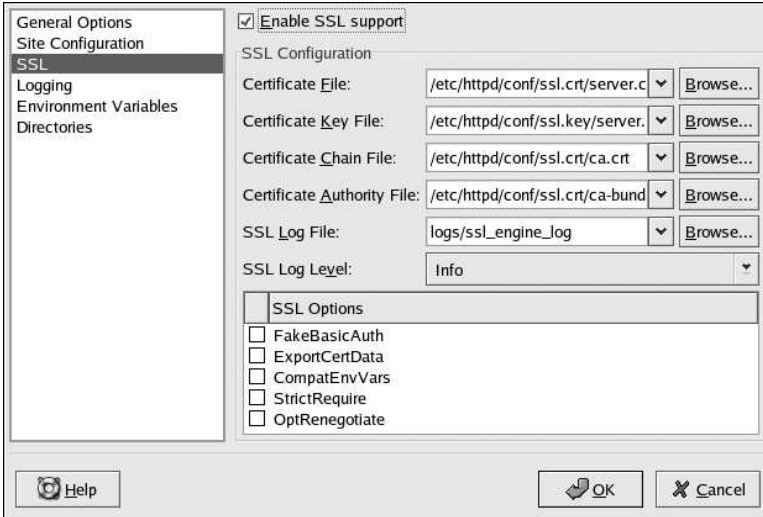 General Options
Site Configuration
SSL
Logging
Environment Variables
Directories
Enable SSL support
SSL Configuration
Certificate File: /etc/httpd/conf/ssl.crt/server.c Browse...
Certificate Key File: /etc/httpd/conf/ssl.key/server. Browse...
Certificate Chain File: /etc/httpd/conf/ssl.crt/ca.crt Browse...
Certificate Authority File: /etc/httpd/conf/ssl.crt/ca-bund Browse...
SSL Log File: logs/ssl_engine_log Browse...
SSL Log Level: Info
SSL Options
FakeBasicAuth
ExportCertData
CompatEnvVars
StrictRequire
OptRenegotiate
Help OK Cancel